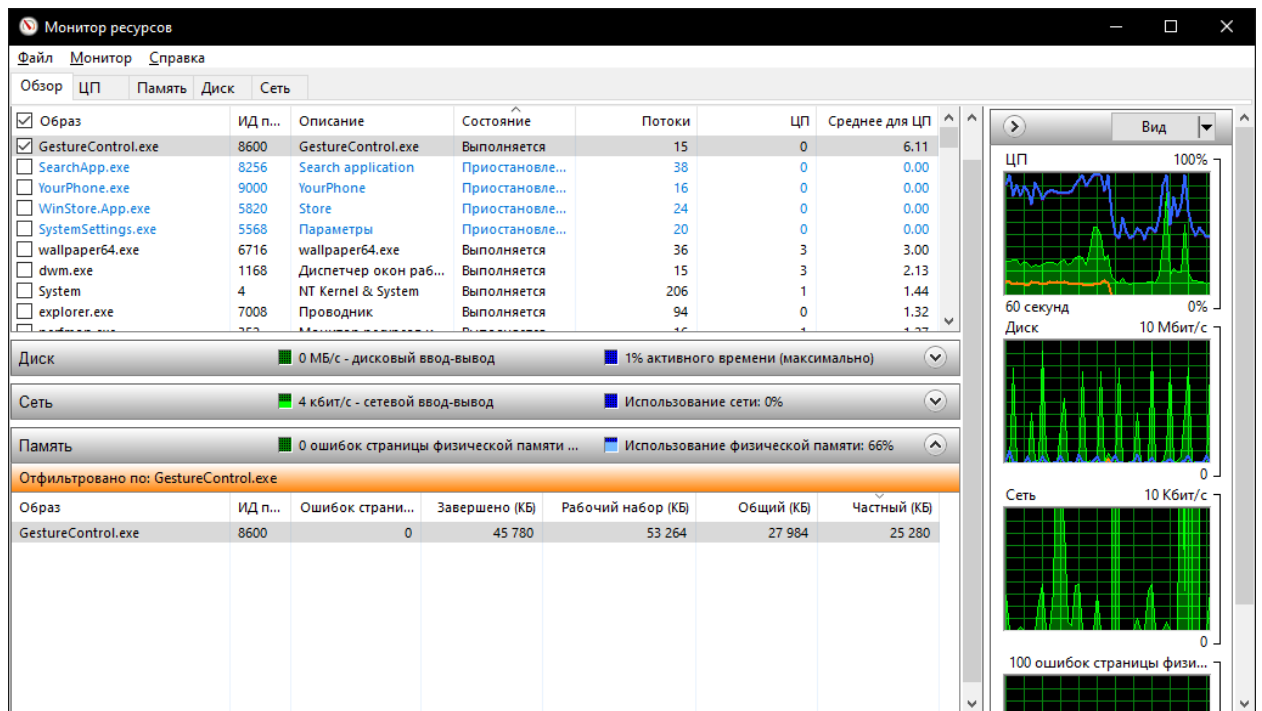 Монитор ресурсов
Файл Монитор Справка
Обзор ЦП Память Диск Сеть
Образ ИД п... Описание Состояние Потоки ЦП Среднее для ЦП
GestureControl.exe 8600 GestureControl.exe Выполняется 15 0 6.11
SearchApp.exe 8256 Search application Приостановле... 38 0 0.00
YourPhone.exe 9000 YourPhone Приостановле... 16 0 0.00
WinStore.App.exe 5820 Store Приостановле... 24 0 0.00
SystemSettings.exe 5568 Параметры Приостановле... 20 0 0.00
wallpaper64.exe 6716 wallpaper64.exe Выполняется 36 3 3.00
dwm.exe 1168 Диспетчер окон раб... Выполняется 15 3 2.13
System 4 NT Kernel & System Выполняется 206 1 1.44
explorer.exe 7008 Проводник Выполняется 94 0 1.32
Диск 0 МБ/с - дисковый ввод-вывод 1% активного времени (максимально)
Сеть 4 кбит/с - сетевой ввод-вывод Использование сети: 0%
Память 0 ошибок страницы физической памяти ... Использование физической памяти: 66%
Отфильтровано по: GestureControl.exe
Образ ИД п... Ошибок страни... Завершено (КБ) Рабочий набор (КБ) Общий (КБ) Частный (КБ)
GestureControl.exe 8600 0 45 780 53 264 27 984 25 280
Вид
ЦП 100%
60 секунд 0%
Диск 10 Мбит/с
0
Сеть 10 Кбит/с
0
100 ошибок страницы физи...